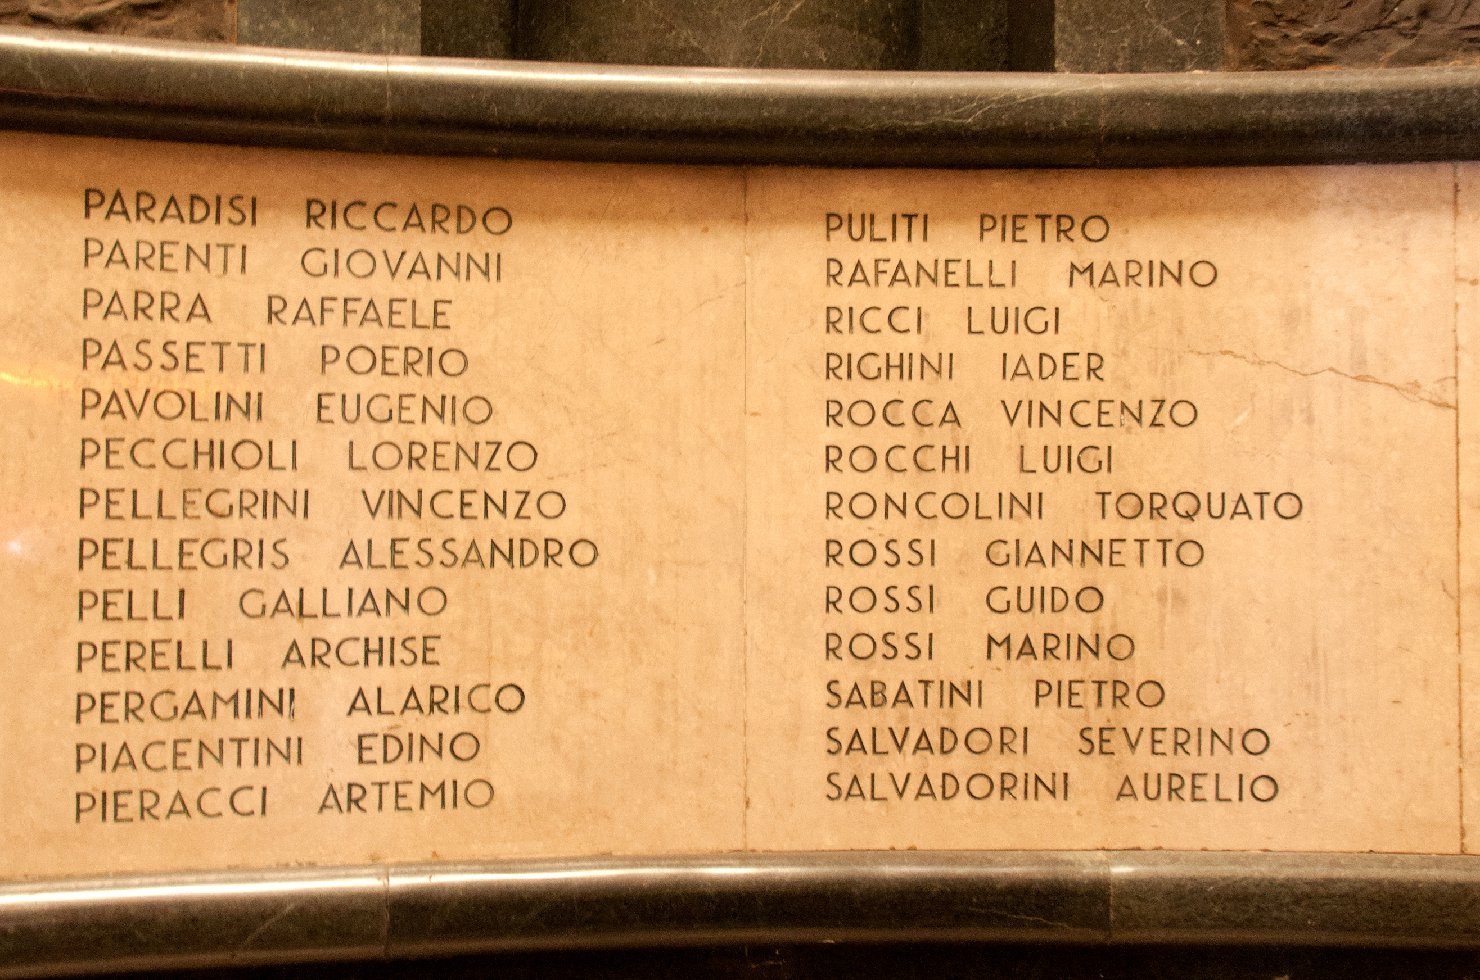 PARADISI RICCARDO
PARENTI GIOVANNI
PARRA RAFFAELE
PASSETTI POERIO
PAVOLINI EUGENIO
PECCHIOLI LORENZO
PELLEGRINI VINCENZO
PELLEGRIS ALESSANDRO
PELLI GALLIANO
PERELLI ARCHISE
PERGAMINI ALARICO
PIACENTINI EDINO
PIERACCI ARTEMIO
PULITI PIETRO
RAFANELLI MARINO
RICCI LUIGI
RIGHINI IADER
ROCCA VINCENZO
ROCCHI LUIGI
RONCOLINI TORQUATO
ROSSI GIANNETTO
ROSSI GUIDO
ROSSI MARINO
SABATINI PIETRO
SALVADORI SEVERINO
SALVADORINI AURELIO